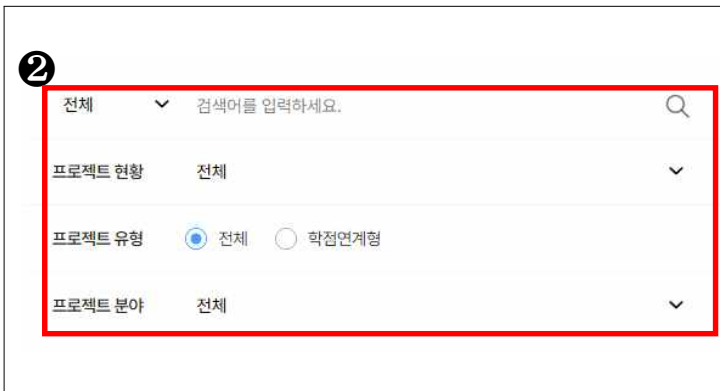 ❷
전체 검색어를 입력하세요.
프로젝트 현황 전체
프로젝트 유형 전체 학점연계형
프로젝트 분야 전체